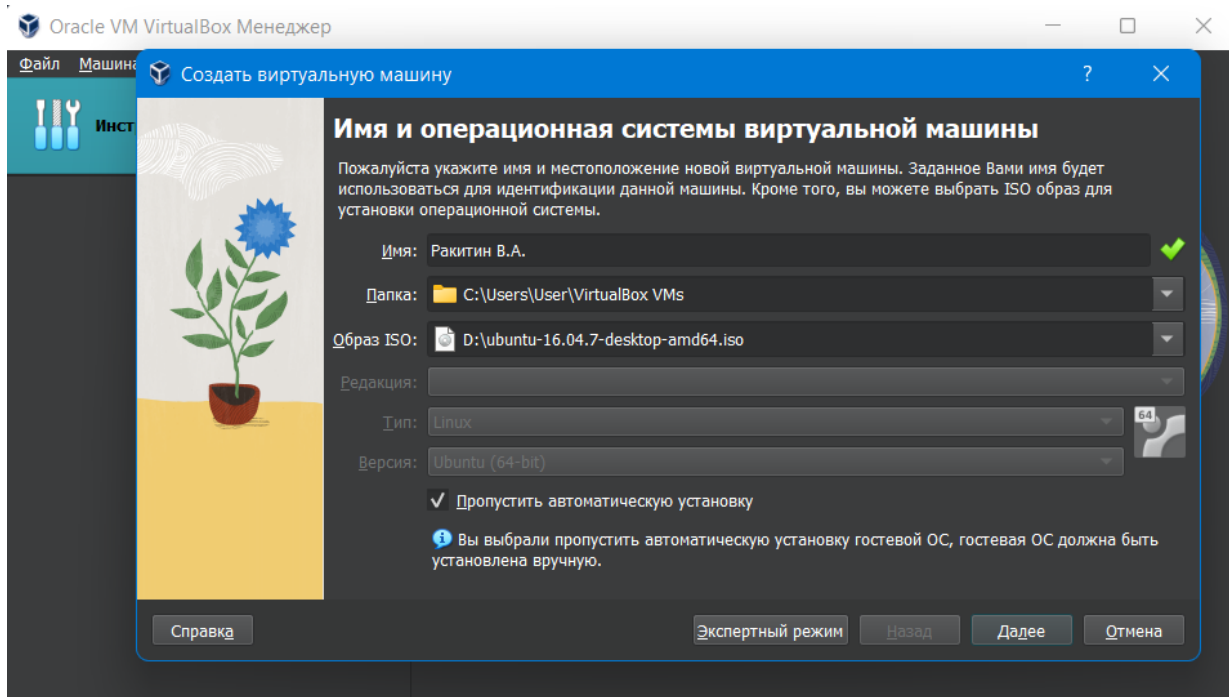 Oracle VM VirtualBox Менеджер
Файл Машина
Инст
Создать виртуальную машину
?
Имя и операционная системы виртуальной машины
Пожалуйста укажите имя и местоположение новой виртуальной машины. Заданное Вами имя будет
использоваться для идентификации данной машины. Кроме того, вы можете выбрать ISO образ для
установки операционной системы.
Имя: Ракитин В.А.
Папка: C:\Users\User\VirtualBox VMs
Образ ISO: D:\ubuntu-16.04.7-desktop-amd64.iso
Редакция:
Тип: Linux
64
Версия: Ubuntu (64-bit)
Пропустить автоматическую установку
Вы выбрали пропустить автоматическую установку гостевой ОС, гостевая ОС должна быть
установлена вручную.
Справка Экспертный режим Назад Далее Отмена